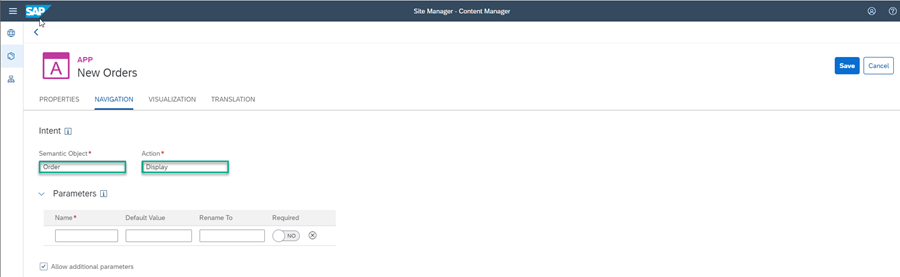 SAP
Site Manager - Content Manager
A
APP
New Orders
Save
Cancel
PROPERTIES NAVIGATION VISUALIZATION TRANSLATION
Intent
Semantic Object* Action*
Order Display
Parameters
Name* Default Value Rename To Required
NO
Allow additional parameters